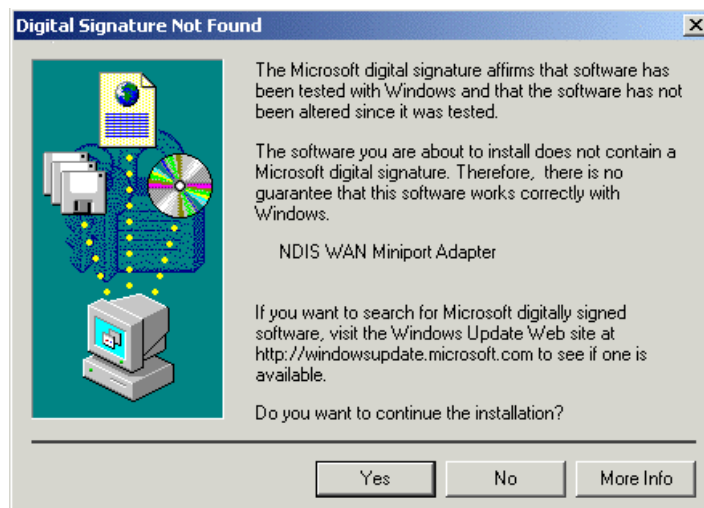 Digital Signature Not Found
The Microsoft digital signature affirms that software has
been tested with Windows and that the software has not
been altered since it was tested.
The software you are about to install does not contain a
Microsoft digital signature. Therefore,  there is no
guarantee that this software works correctly with
Windows.
NDIS WAN Miniport Adapter
If you want to search for Microsoft digitally signed
software, visit the Windows Update Web site at
http://windowsupdate.microsoft.com to see if one is
available.
Do you want to continue the installation?
Yes
No
More Info